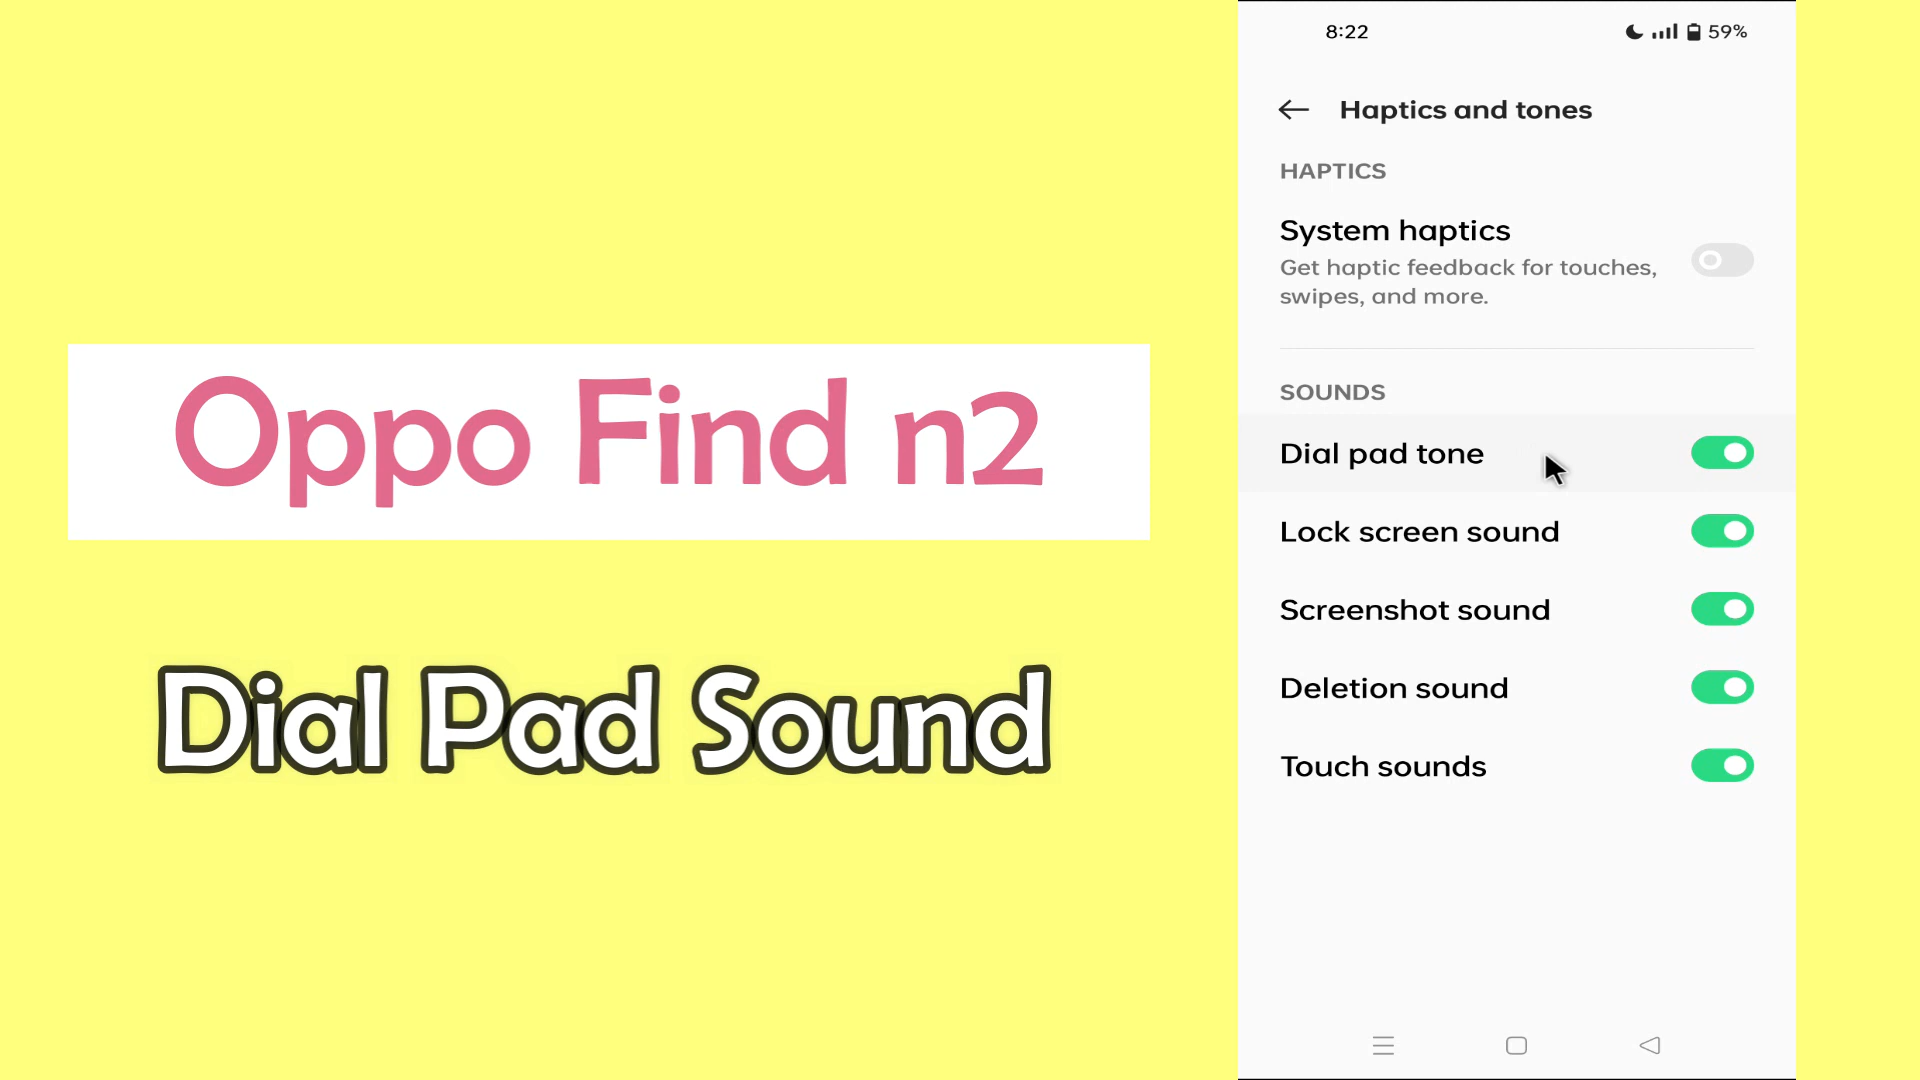 Oppo Find n2
Dial Pad Sound
8:22
59%
Haptics and tones
HAPTICS
System haptics
Get haptic feedback for touches,
swipes, and more.
SOUNDS
Dial pad tone
Lock screen sound
Screenshot sound
Deletion sound
Touch sounds